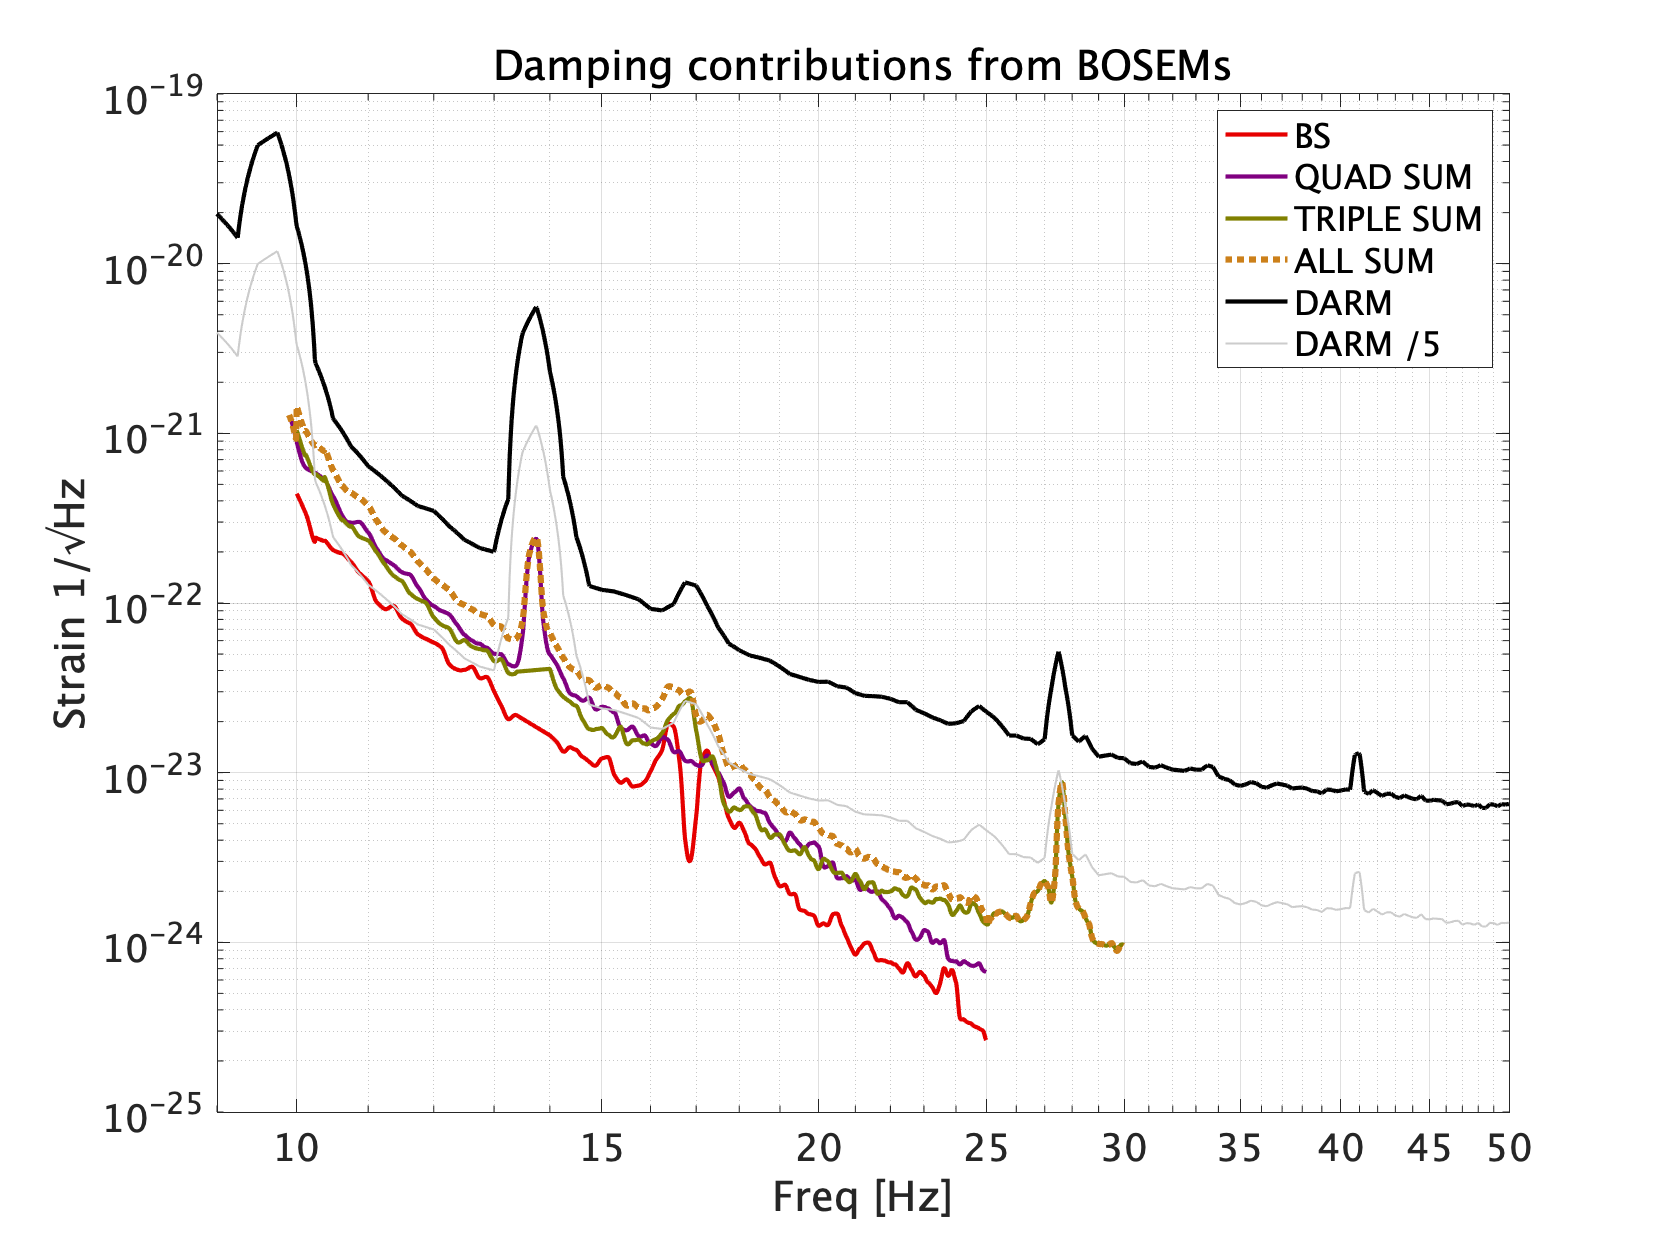 Damping contributions from BOSEMs
10−19
10−20
10−21
10−22
10−23
10−24
10−25
Strain 1/√Hz
BS
QUAD SUM
TRIPLE SUM
ALL SUM
DARM
DARM /5
10 15 20 25 30 35 40 45 50
Freq [Hz]